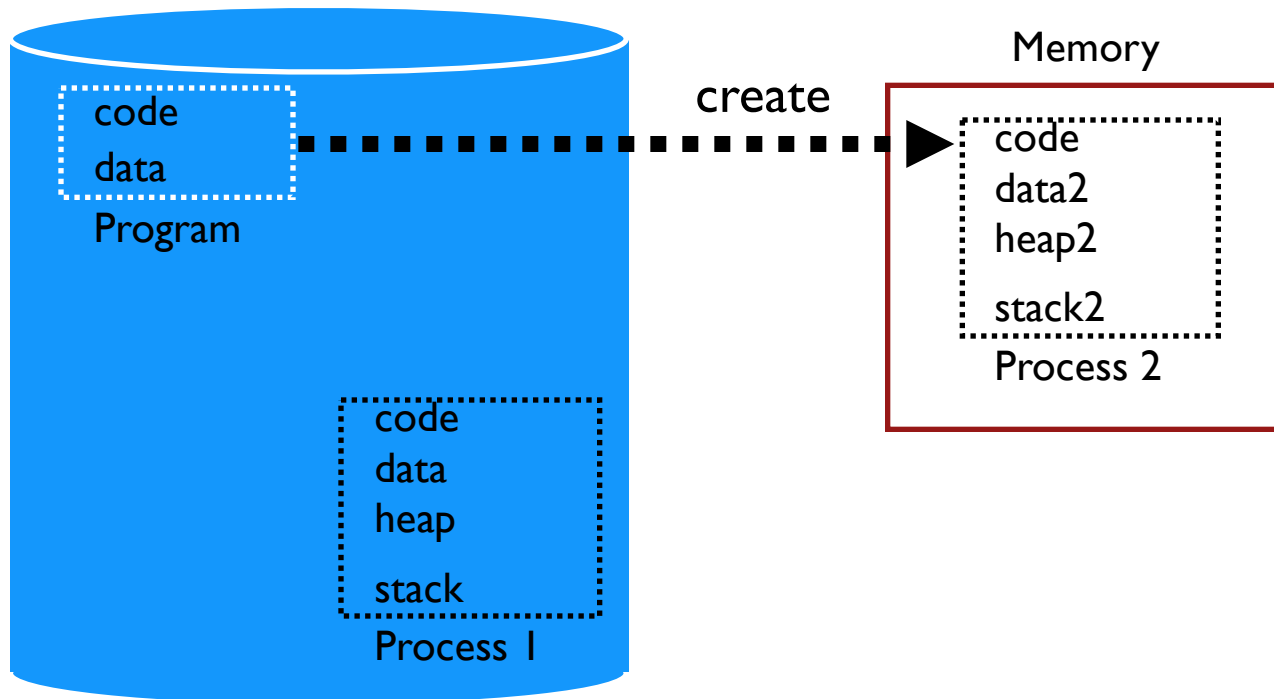 code
data
Program
create
Memory
code
data2
heap2
stack2
Process 2
code
data
heap
stack
Process 1